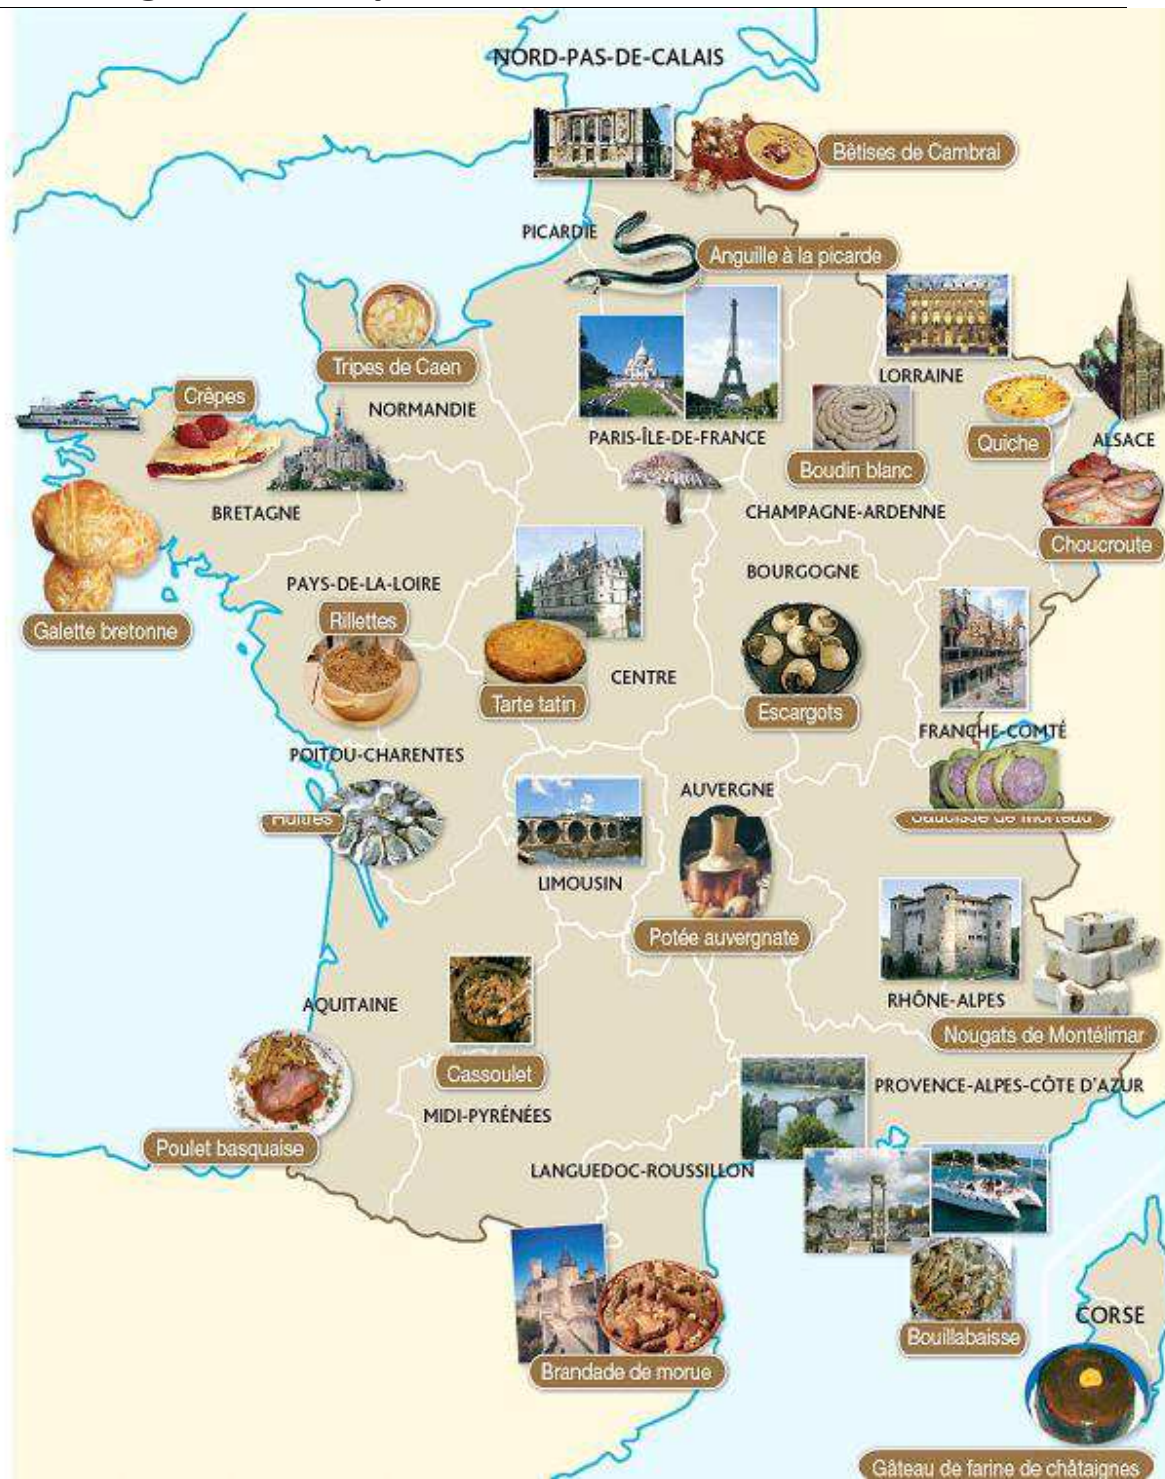 NORD-PAS-DE-CALAIS
Bêtises de Cambrai
PICARDIE
Anguille à la picarde
Tripes de Caen
LORRAINE
Crêpes
NORMANDIE
PARIS-ÎLE-DE-FRANCE
Quiche
ALSACE
Boudin blanc
BRETAGNE
CHAMPAGNE-ARDENNE
Choucroute
BOURGOGNE
PAYS-DE-LA-LOIRE
Rillettes
Galette bretonne
CENTRE
Tarte tatin
Escargots
FRANCHE-COMTÉ
POITOU-CHARENTES
AUVERGNE
Huîtres
Saucisse de Morteau
LIMOUSIN
Potée auvergnate
AQUITAINE
RHÔNE-ALPES
Nougats de Montélimar
Cassoulet
PROVENCE-ALPES-CÔTE D'AZUR
MIDI-PYRÉNÉES
Poulet basquaise
LANGUEDOC-ROUSSILLON
CORSE
Bouillabaisse
Brandade de morue
Gâteau de farine de châtaignes